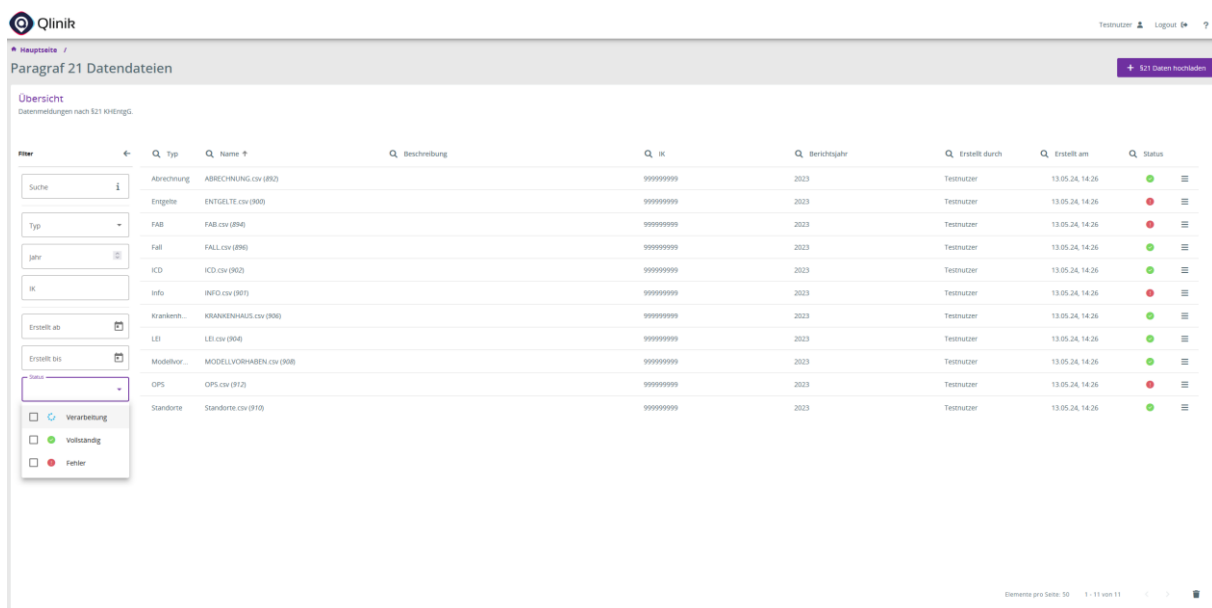 Qlinik
Testnutzer Logout ?
Hauptseite /
Paragraf 21 Datendateien
+ §21 Daten hochladen
Übersicht
Datenmeldungen nach §21 KHEntgG.
Filter
Typ Name Beschreibung IK Berichtsjahr Erstellt durch Erstellt am Status
Suche
Typ
Jahr
IK
Erstellt ab
Erstellt bis
Status
Verarbeitung
Vollständig
Fehler
Abrechnung ABRECHNUNG.csv (892) 999999999 2023 Testnutzer 13.05.24, 14:26
Entgelte ENTGELTE.csv (900) 999999999 2023 Testnutzer 13.05.24, 14:26
FAB FAB.csv (894) 999999999 2023 Testnutzer 13.05.24, 14:26
Fall FALL.csv (896) 999999999 2023 Testnutzer 13.05.24, 14:26
ICD ICD.csv (902) 999999999 2023 Testnutzer 13.05.24, 14:26
Info INFO.csv (901) 999999999 2023 Testnutzer 13.05.24, 14:26
Krankenh... KRANKENHAUS.csv (906) 999999999 2023 Testnutzer 13.05.24, 14:26
LEI LEI.csv (904) 999999999 2023 Testnutzer 13.05.24, 14:26
Modellvor... MODELLVORHABEN.csv (908) 999999999 2023 Testnutzer 13.05.24, 14:26
OPS OPS.csv (912) 999999999 2023 Testnutzer 13.05.24, 14:26
Standorte Standorte.csv (910) 999999999 2023 Testnutzer 13.05.24, 14:26
Elemente pro Seite: 50 1 - 11 von 11